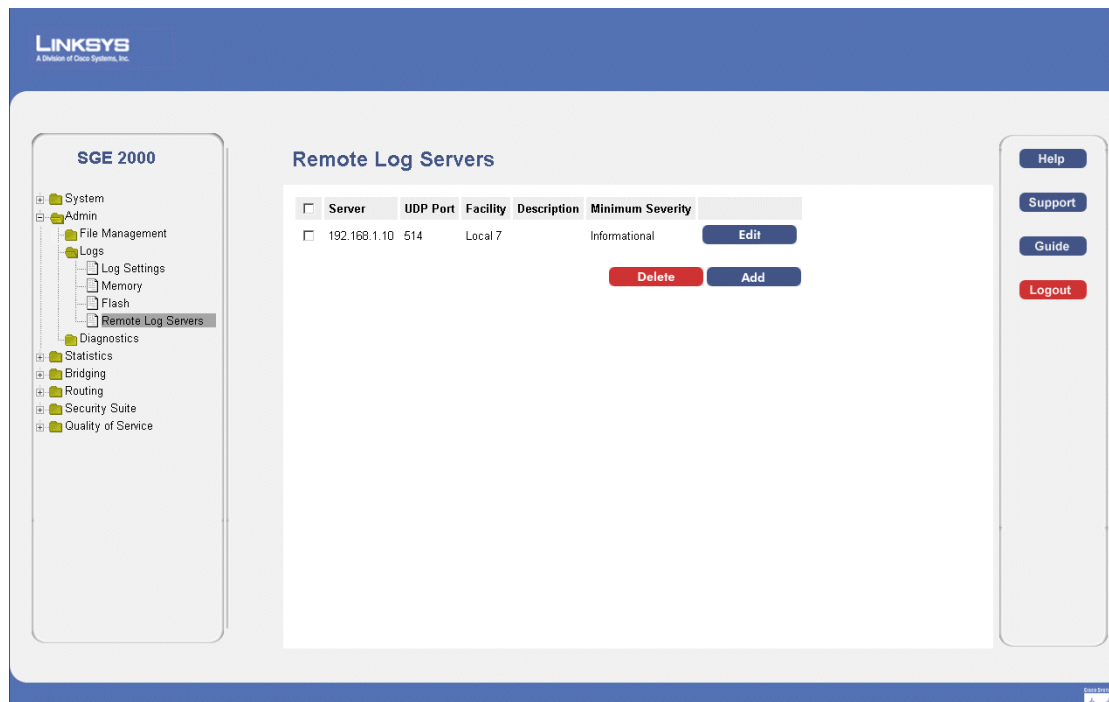 LINKSYS
A Division of Cisco Systems, Inc.
SGE 2000
System
Admin
File Management
Logs
Log Settings
Memory
Flash
Remote Log Servers
Diagnostics
Statistics
Bridging
Routing
Security Suite
Quality of Service
Remote Log Servers
Server UDP Port Facility Description Minimum Severity
192.168.1.10 514 Local 7 Informational Edit
Delete Add
Help
Support
Guide
Logout